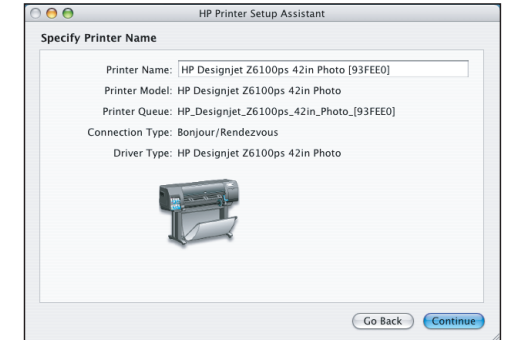 HP Printer Setup Assistant
Specify Printer Name
Printer Name: HP Designjet Z6100ps 42in Photo [93FEE0]
Printer Model: HP Designjet Z6100ps 42in Photo
Printer Queue: HP_Designjet_Z6100ps_42in_Photo_[93FEE0]
Connection Type: Bonjour/Rendezvous
Driver Type: HP Designjet Z6100ps 42in Photo
Go Back Continue